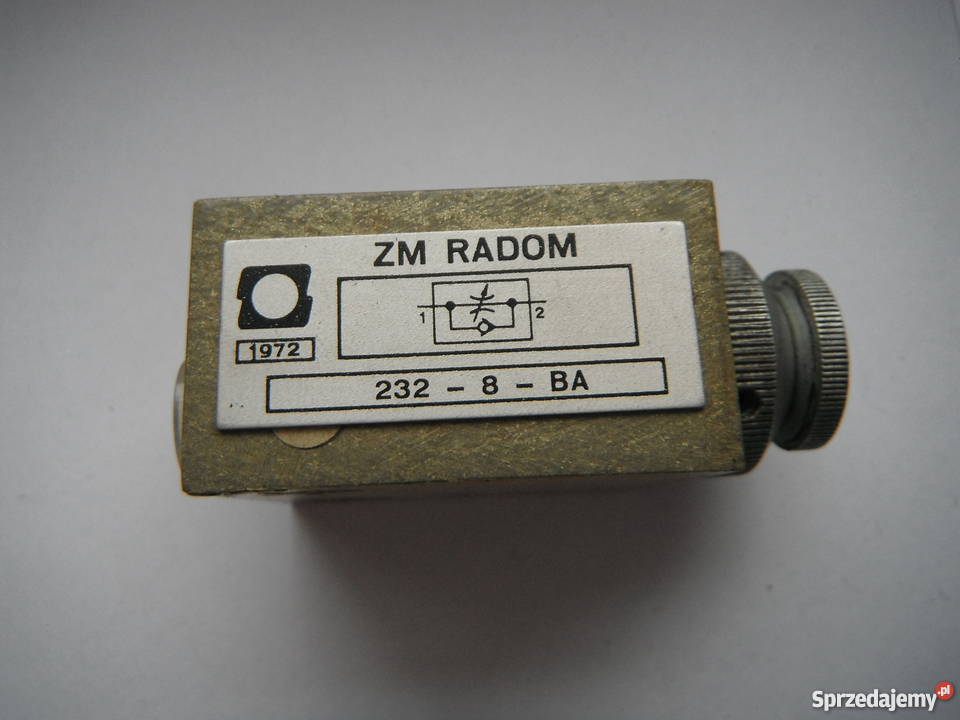 ZM RADOM
1 2
1972
232 - 8 - BA
Sprzedajemy.pl